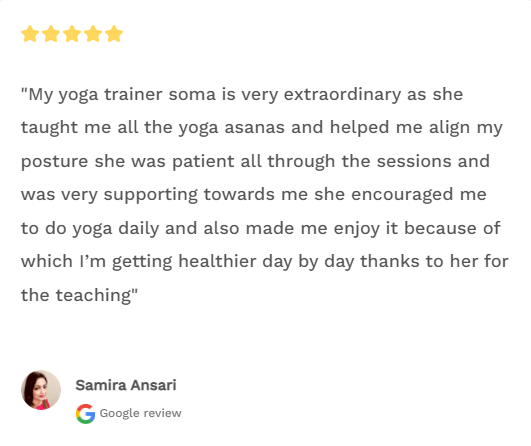 "My yoga trainer soma is very extraordinary as she
taught me all the yoga asanas and helped me align my
posture she was patient all through the sessions and
was very supporting towards me she encouraged me
to do yoga daily and also made me enjoy it because of
which I’m getting healthier day by day thanks to her for
the teaching"
Samira Ansari
Google review